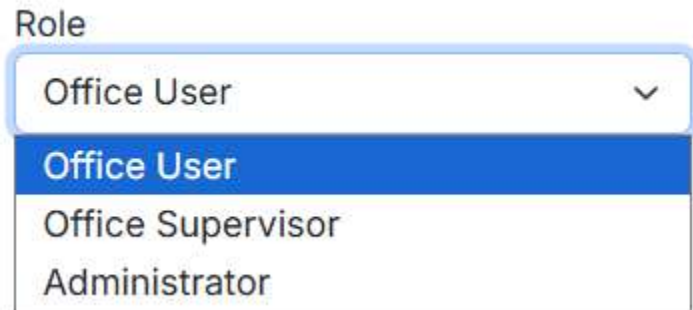 Role
Office User
Office User
Office Supervisor
Administrator